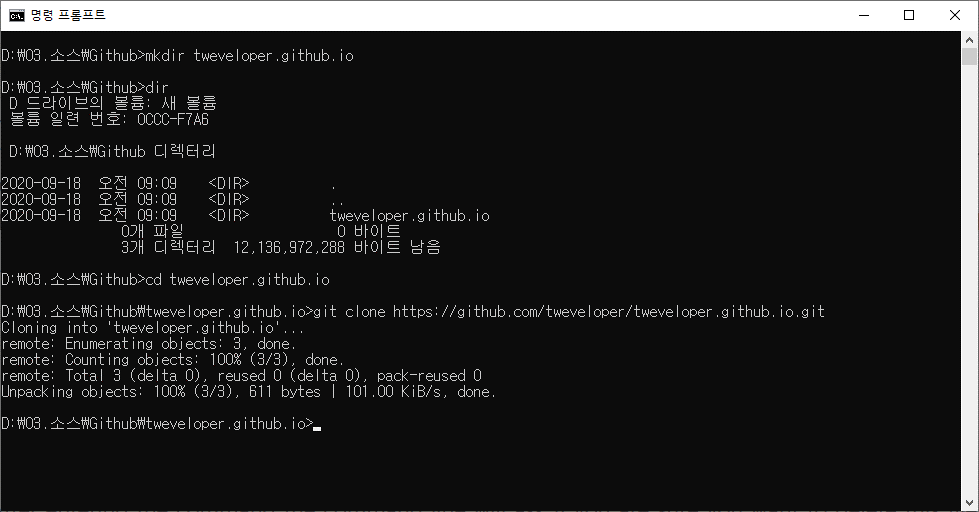 명령 프롬프트
D:₩03.소스₩Github>mkdir tweveloper.github.io
D:₩03.소스₩Github>dir
D 드라이브의 볼륨: 새 볼륨
볼륨 일련 번호: 0CCC-F7A6
D:₩03.소스₩Github 디렉터리
2020-09-18  오전 09:09    <DIR>          .
2020-09-18  오전 09:09    <DIR>          ..
2020-09-18  오전 09:09    <DIR>          tweveloper.github.io
0개 파일                   0 바이트
3개 디렉터리  12,136,972,288 바이트 남음
D:₩03.소스₩Github>cd tweveloper.github.io
D:₩03.소스₩Github₩tweveloper.github.io>git clone https://github.com/tweveloper/tweveloper.github.io.git
Cloning into 'tweveloper.github.io'...
remote: Enumerating objects: 3, done.
remote: Counting objects: 100% (3/3), done.
remote: Total 3 (delta 0), reused 0 (delta 0), pack-reused 0
Unpacking objects: 100% (3/3), 611 bytes | 101.00 KiB/s, done.
D:₩03.소스₩Github₩tweveloper.github.io>